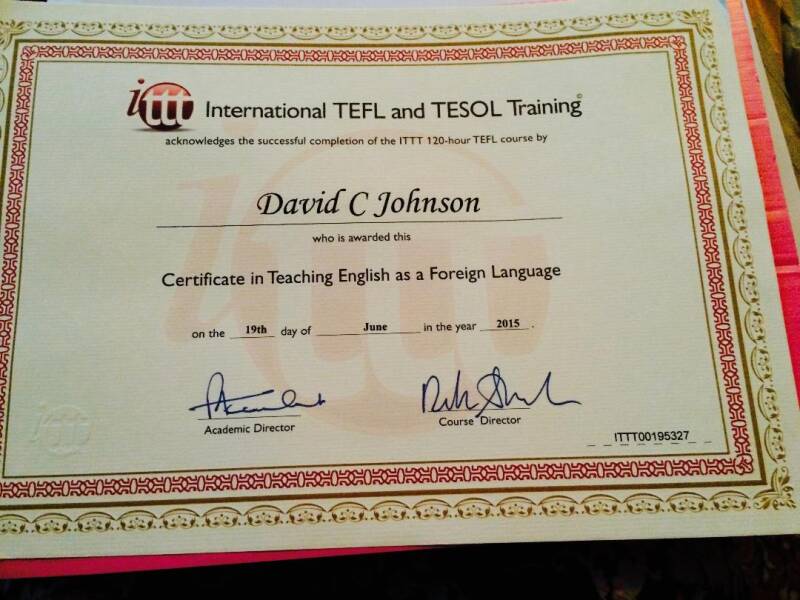 ittt International TEFL and TESOL Training©
acknowledges the successful completion of the ITTT 120-hour TEFL course by
David C Johnson
who is awarded this
Certificate in Teaching English as a Foreign Language
on the 19th day of June in the year 2015 .
Academic Director
Course Director
ITTT00195327